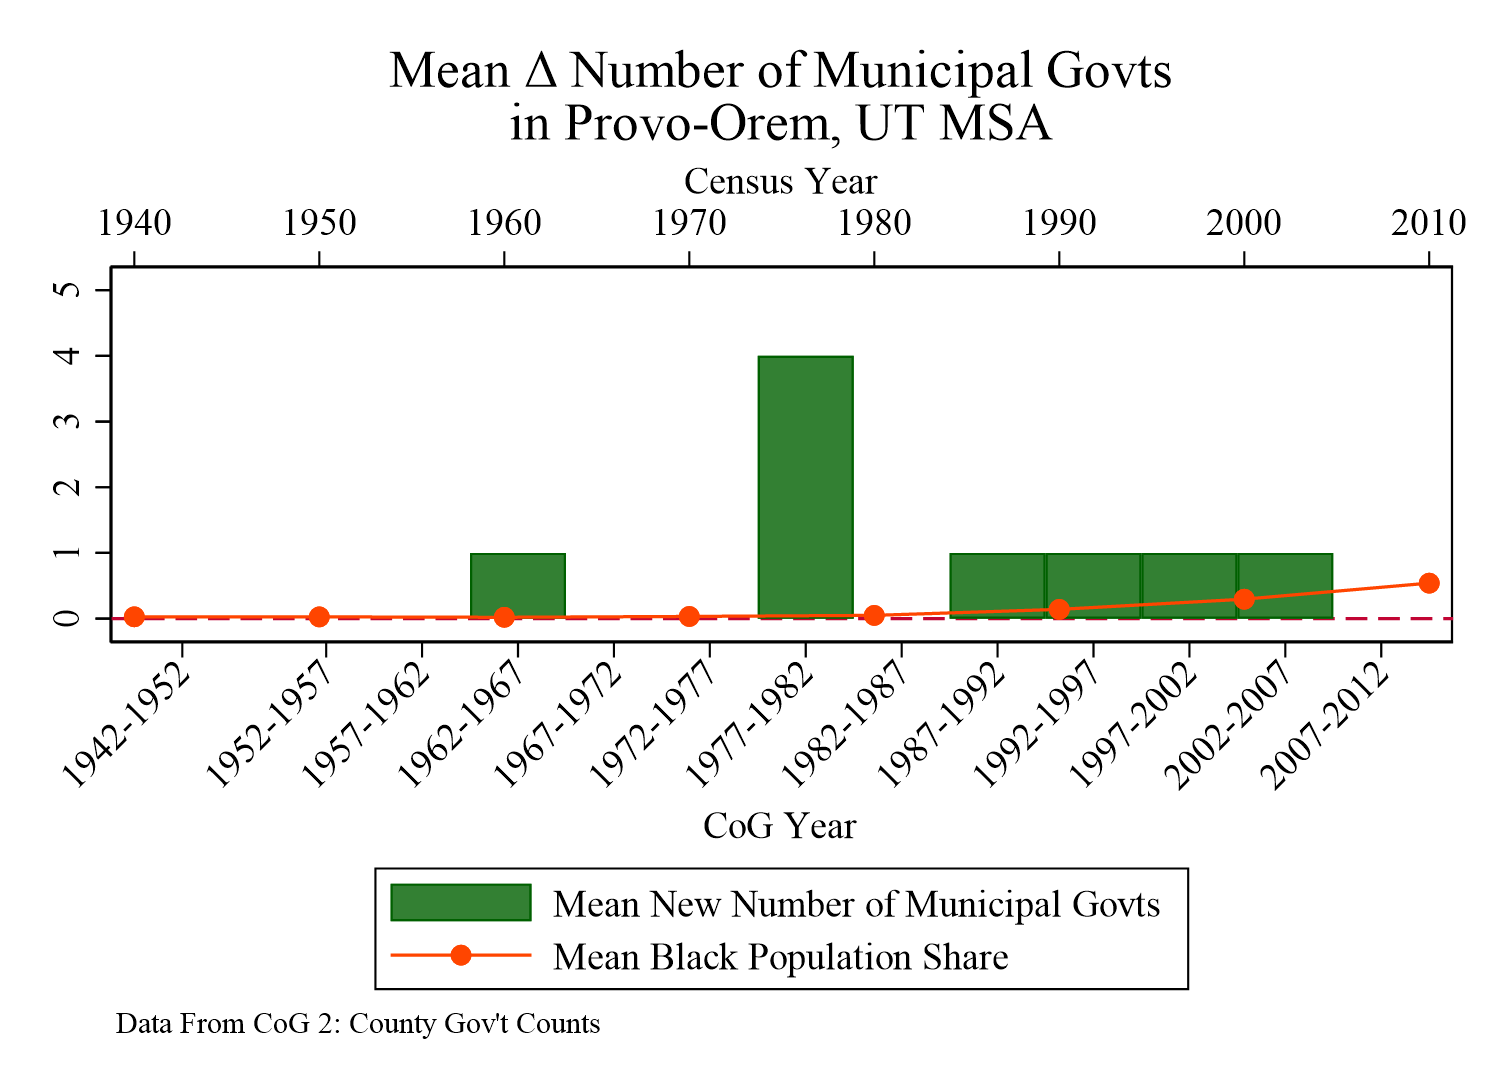 Mean Δ Number of Municipal Govts
in Provo-Orem, UT MSA
Census Year
1940 1950 1960 1970 1980 1990 2000 2010
5
4
3
2
1
0
1942-1952 1952-1957 1957-1962 1962-1967 1967-1972 1972-1977 1977-1982 1982-1987 1987-1992 1992-1997 1997-2002 2002-2007 2007-2012
CoG Year
Mean New Number of Municipal Govts
Mean Black Population Share
Data From CoG 2: County Gov't Counts